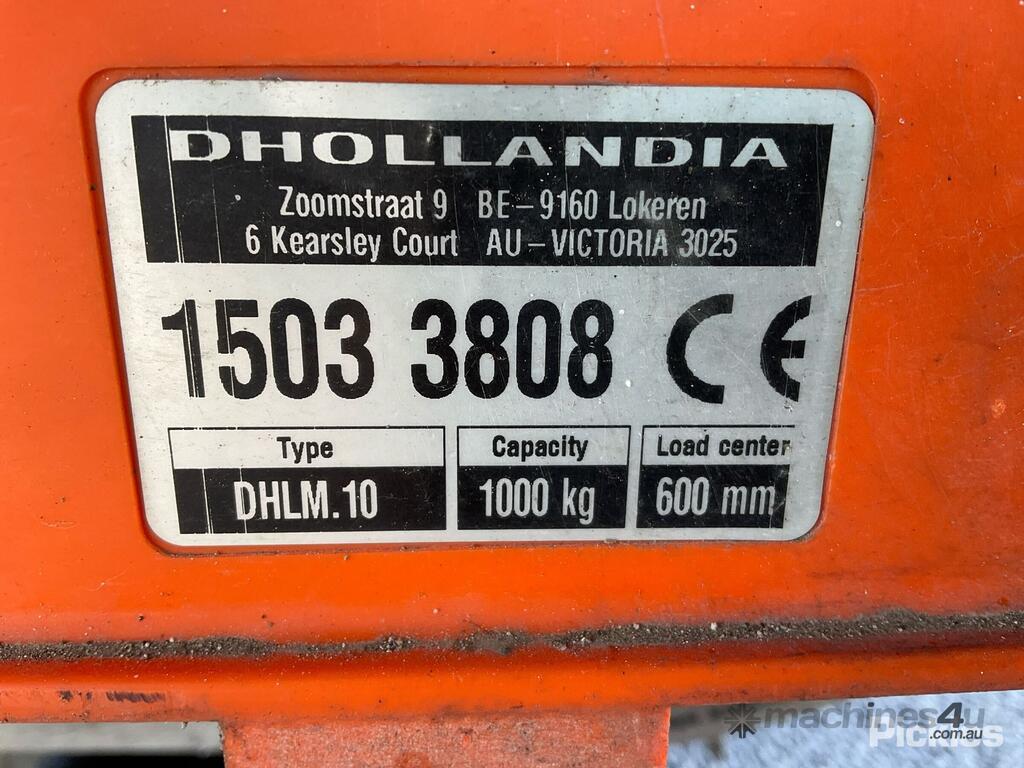 DHOLLANDIA
Zoomstraat 9 BE-9160 Lokeren
6 Kearsley Court AU-VICTORIA 3025
1503 3808 CE
Type Capacity Load center
DHLM.10 1000 kg 600 mm
machines4u
.com.au
Pickles